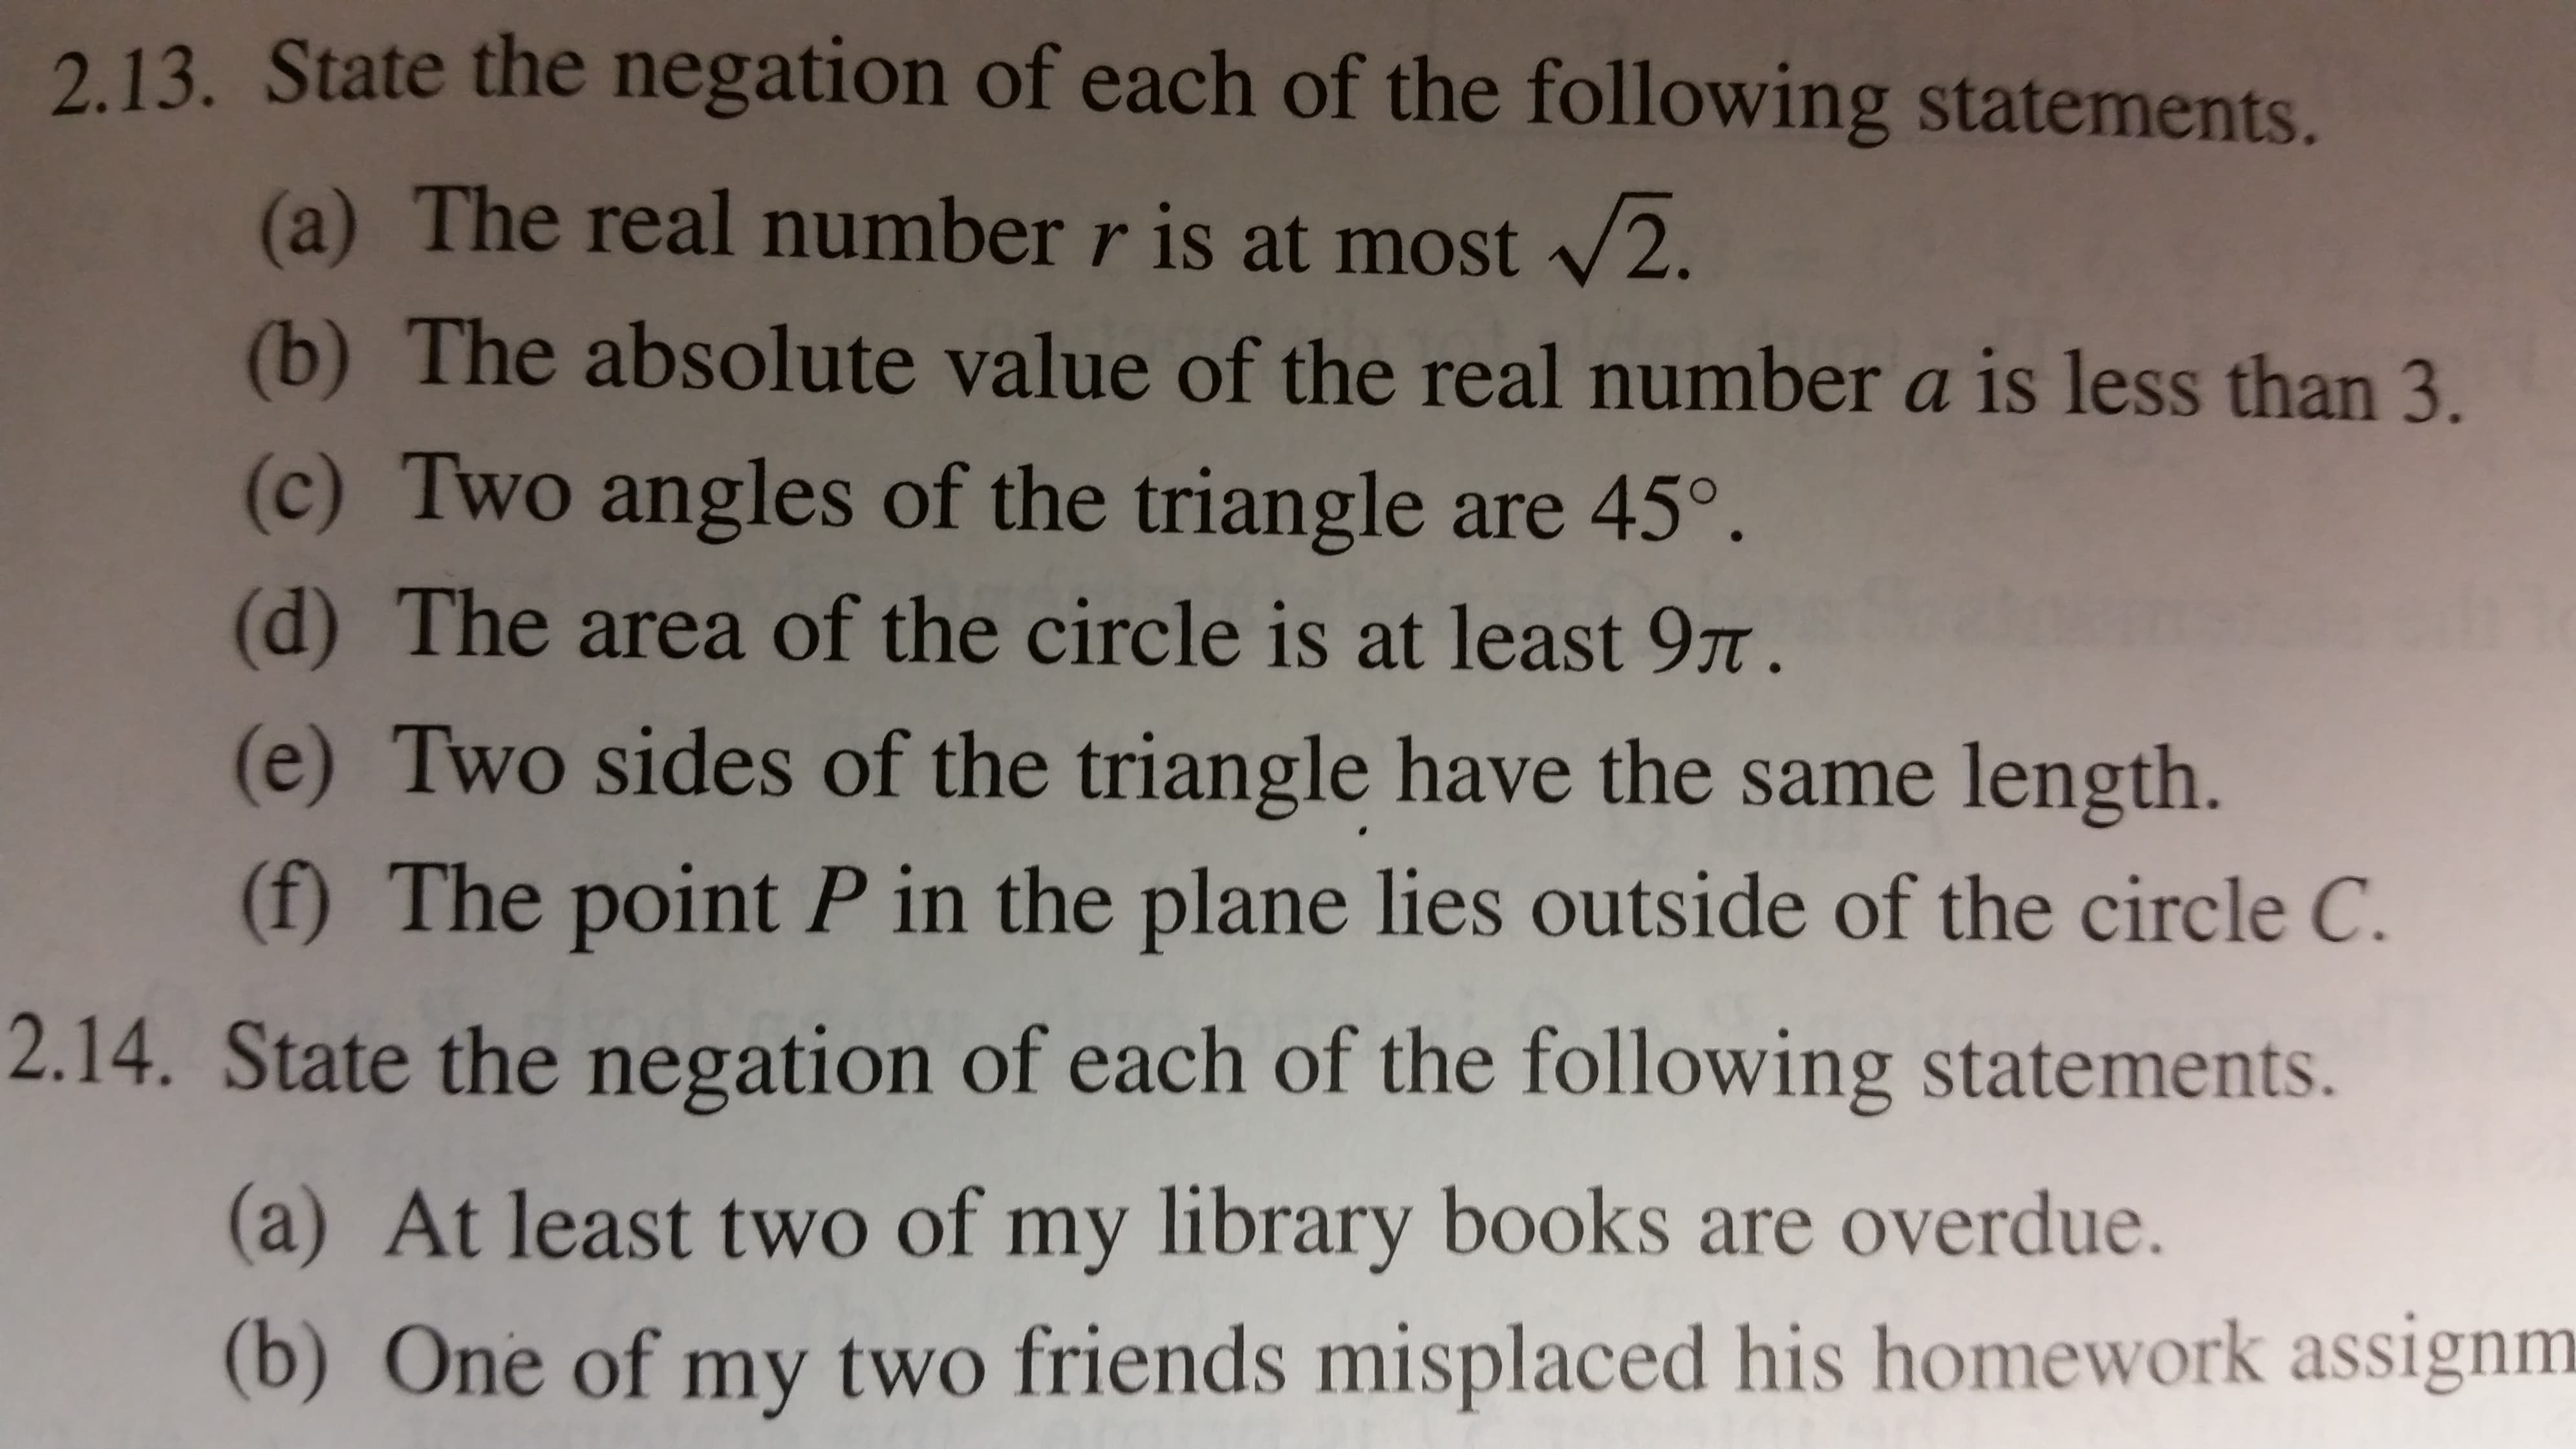 2.13. State the negation of each of the following statements.
(a) The real number r is at most √2.
(b) The absolute value of the real number a is less than 3.
(c) Two angles of the triangle are 45°.
(d) The area of the circle is at least 9π.
(e) Two sides of the triangle have the same length.
(f) The point P in the plane lies outside of the circle C.
2.14. State the negation of each of the following statements.
(a) At least two of my library books are overdue.
(b) One of my two friends misplaced his homework assignm